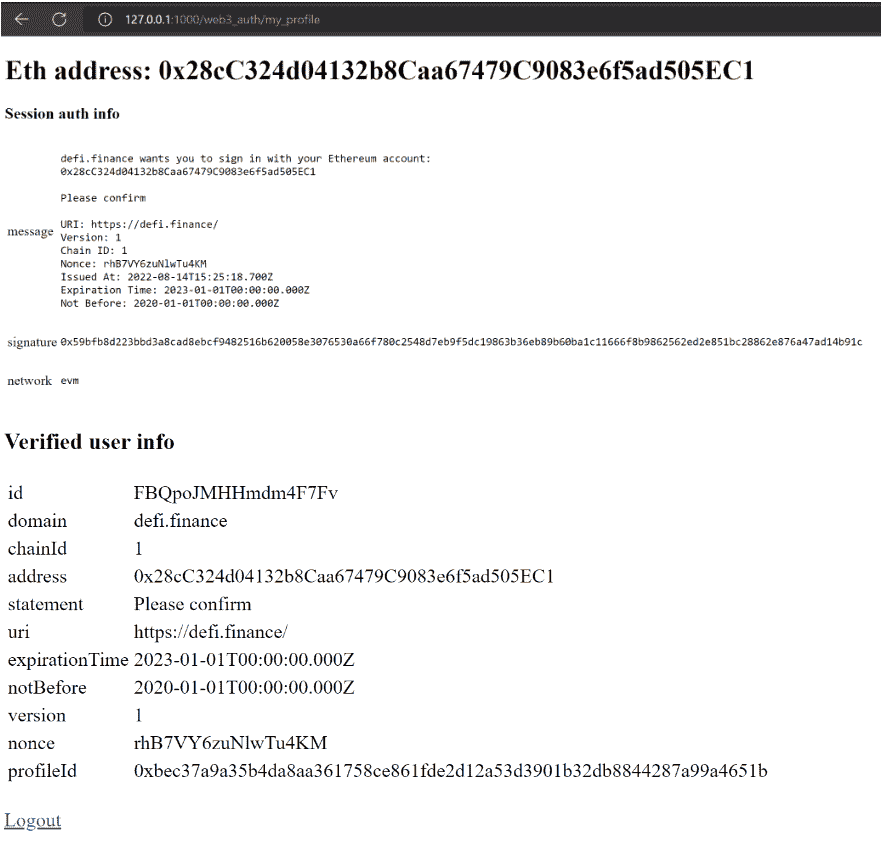 127.0.0.1:1000/web3_auth/my_profile
Eth address: 0x28cC324d04132b8Caa67479C9083e6f5ad505EC1
Session auth info
defi.finance wants you to sign in with your Ethereum account:
0x28cC324d04132b8Caa67479C9083e6f5ad505EC1
Please confirm
message
URI: https://defi.finance/
Version: 1
Chain ID: 1
Nonce: rhB7VY6zuNlwTu4KM
Issued At: 2022-08-14T15:25:18.700Z
Expiration Time: 2023-01-01T00:00:00.000Z
Not Before: 2020-01-01T00:00:00.000Z
signature 0x59bfb8d223bbd3a8cad8ebcf9482516b620058e3076530a66f780c2548d7eb9f5dc19863b36eb89b60ba1c11666f8b9862562ed2e851bc28862e876a47ad14b91c
network evm
Verified user info
id FBQpoJMHHmdm4F7Fv
domain defi.finance
chainId 1
address 0x28cC324d04132b8Caa67479C9083e6f5ad505EC1
statement Please confirm
uri https://defi.finance/
expirationTime 2023-01-01T00:00:00.000Z
notBefore 2020-01-01T00:00:00.000Z
version 1
nonce rhB7VY6zuNlwTu4KM
profileId 0xbec37a9a35b4da8aa361758ce861fde2d12a53d3901b32db8844287a99a4651b
Logout